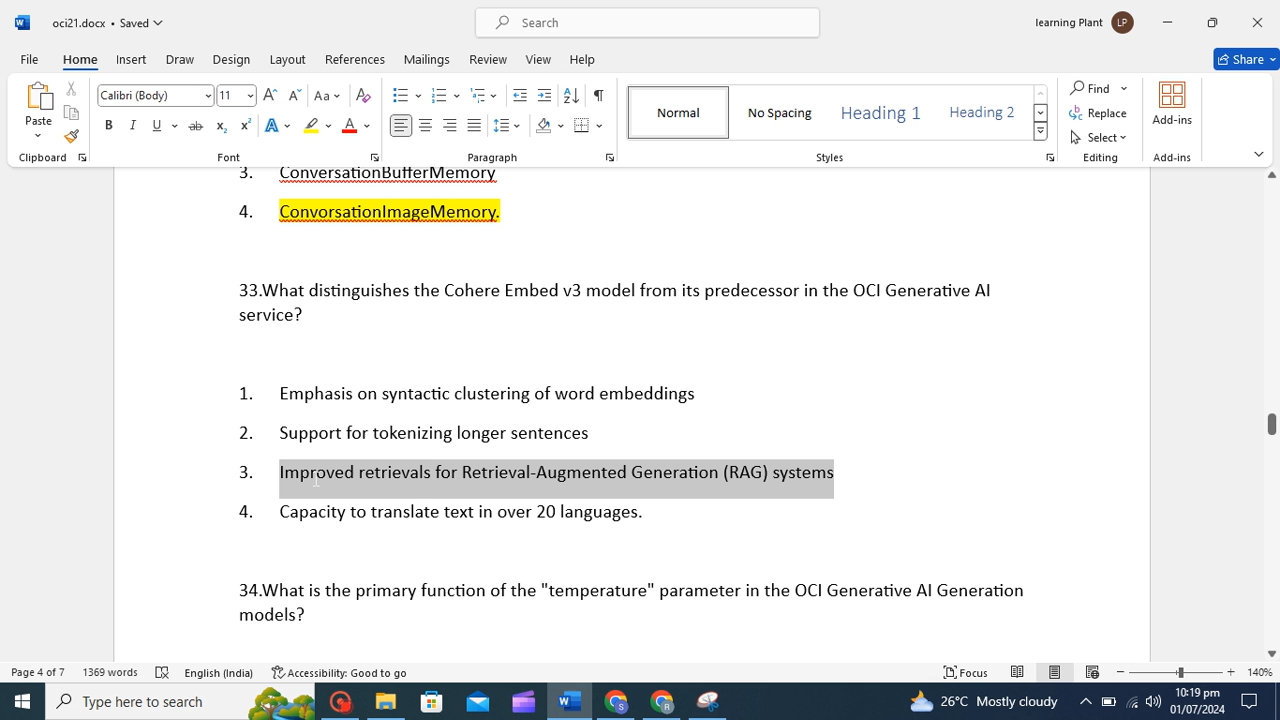 oci21.docx • Saved
Search
learning Plant LP
File Home Insert Draw Design Layout References Mailings Review View Help
Share
Paste
Calibri (Body) 11
Normal
No Spacing
Heading 1
Heading 2
Find
Replace
Select
Add-ins
Clipboard Font Paragraph Styles Editing Add-ins
3. ConversationBufferMemory
4. ConvorsationImageMemory.
33.What distinguishes the Cohere Embed v3 model from its predecessor in the OCI Generative AI
service?
1. Emphasis on syntactic clustering of word embeddings
2. Support for tokenizing longer sentences
3. Improved retrievals for Retrieval-Augmented Generation (RAG) systems
4. Capacity to translate text in over 20 languages.
34.What is the primary function of the "temperature" parameter in the OCI Generative AI Generation
models?
Page 4 of 7 1369 words English (India) Accessibility: Good to go Focus 140%
Type here to search
26°C Mostly cloudy
10:19 pm
01/07/2024